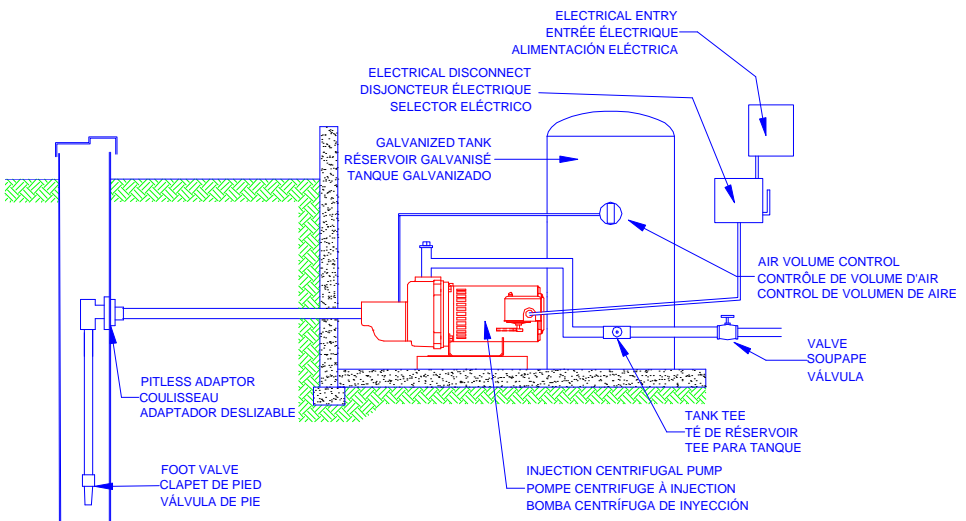 ELECTRICAL ENTRY
ENTRÉE ÉLECTRIQUE
ALIMENTACIÓN ELÉCTRICA
ELECTRICAL DISCONNECT
DISJONCTEUR ÉLECTRIQUE
SELECTOR ELÉCTRICO
GALVANIZED TANK
RÉSERVOIR GALVANISÉ
TANQUE GALVANIZADO
AIR VOLUME CONTROL
CONTRÔLE DE VOLUME D'AIR
CONTROL DE VOLUMEN DE AIRE
VALVE
SOUPAPE
VÁLVULA
PITLESS ADAPTOR
COULISSEAU
ADAPTADOR DESLIZABLE
TANK TEE
TÉ DE RÉSERVOIR
TEE PARA TANQUE
FOOT VALVE
CLAPET DE PIED
VÁLVULA DE PIE
INJECTION CENTRIFUGAL PUMP
POMPE CENTRIFUGE À INJECTION
BOMBA CENTRÍFUGA DE INYECCIÓN